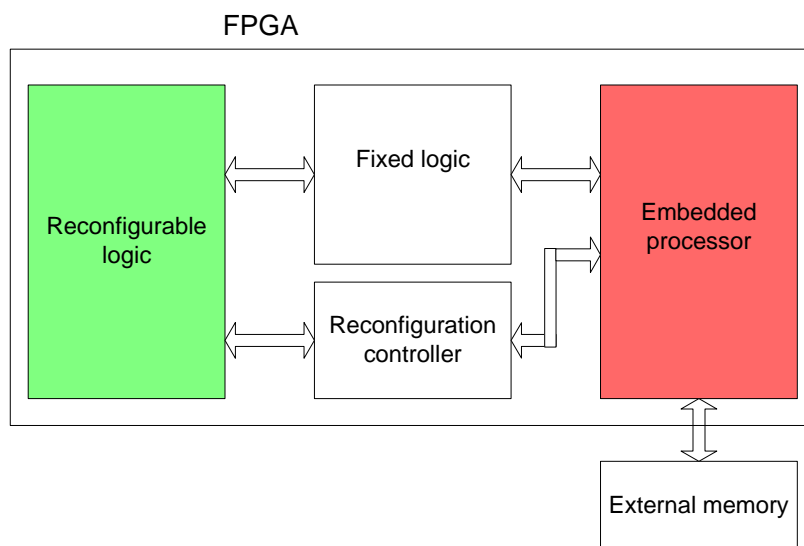 FPGA
Reconfigurable
logic
Fixed logic
Reconfiguration
controller
Embedded
processor
External memory